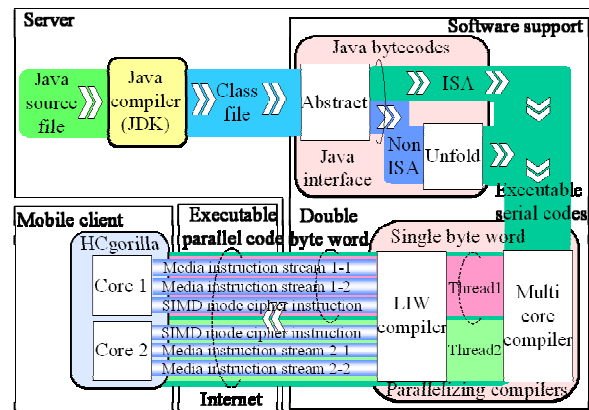 Server
Software support
Java bytecodes
Java
source
file
Java
compiler
(JDK)
Class
file
Abstract
ISA
Non
ISA
Unfold
Java
interface
Executable
serial codes
Mobile client
Executable
parallel code
Double
byte word
Single byte word
HCgorilla
Core 1
Media instruction stream 1-1
Media instruction stream 1-2
SIMD mode cipher instruction
Core 2
SIMD mode cipher instruction
Media instruction stream 2-1
Media instruction stream 2-2
LIW
compiler
Thread1
Thread2
Multi
core
compiler
Internet
Parallelizing compilers